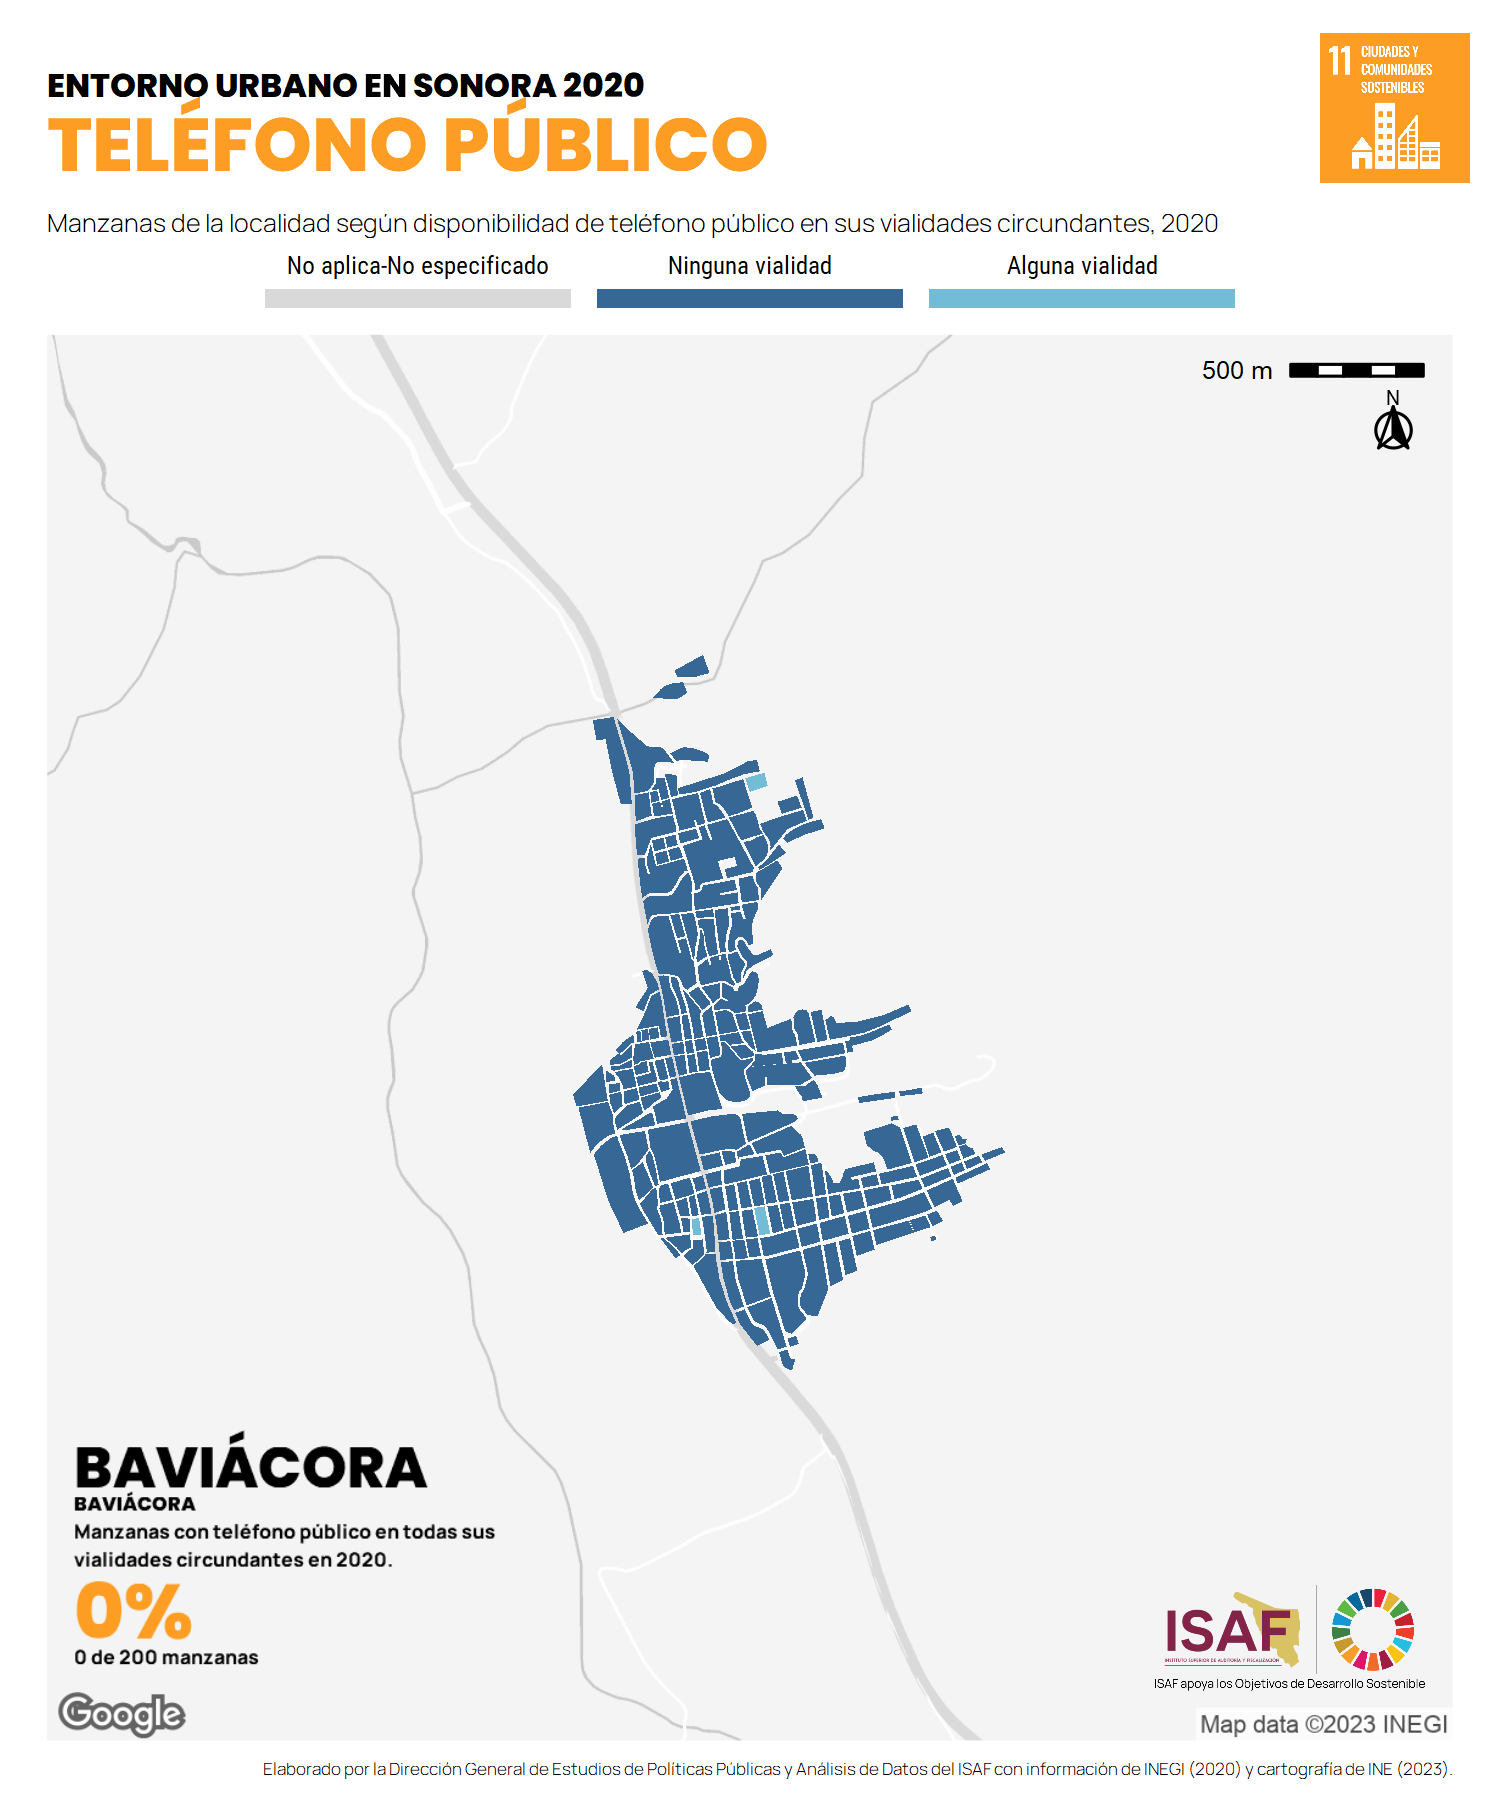 ENTORNO URBANO EN SONORA 2020
TELÉFONO PÚBLICO
11 CIUDADES Y
COMUNIDADES
SOSTENIBLES
Manzanas de la localidad según disponibilidad de teléfono público en sus vialidades circundantes, 2020
No aplica-No especificado Ninguna vialidad Alguna vialidad
500 m
N
BAVIÁCORA
BAVIÁCORA
Manzanas con teléfono público en todas sus
vialidades circundantes en 2020.
0%
0 de 200 manzanas
Google
ISAF
INSTITUTO SUPERIOR DE AUDITORÍA Y FISCALIZACIÓN
ISAF apoya los Objetivos de Desarrollo Sostenible
Map data ©2023 INEGI
Elaborado por la Dirección General de Estudios de Políticas Públicas y Análisis de Datos del ISAF con información de INEGI (2020) y cartografía de INE (2023).